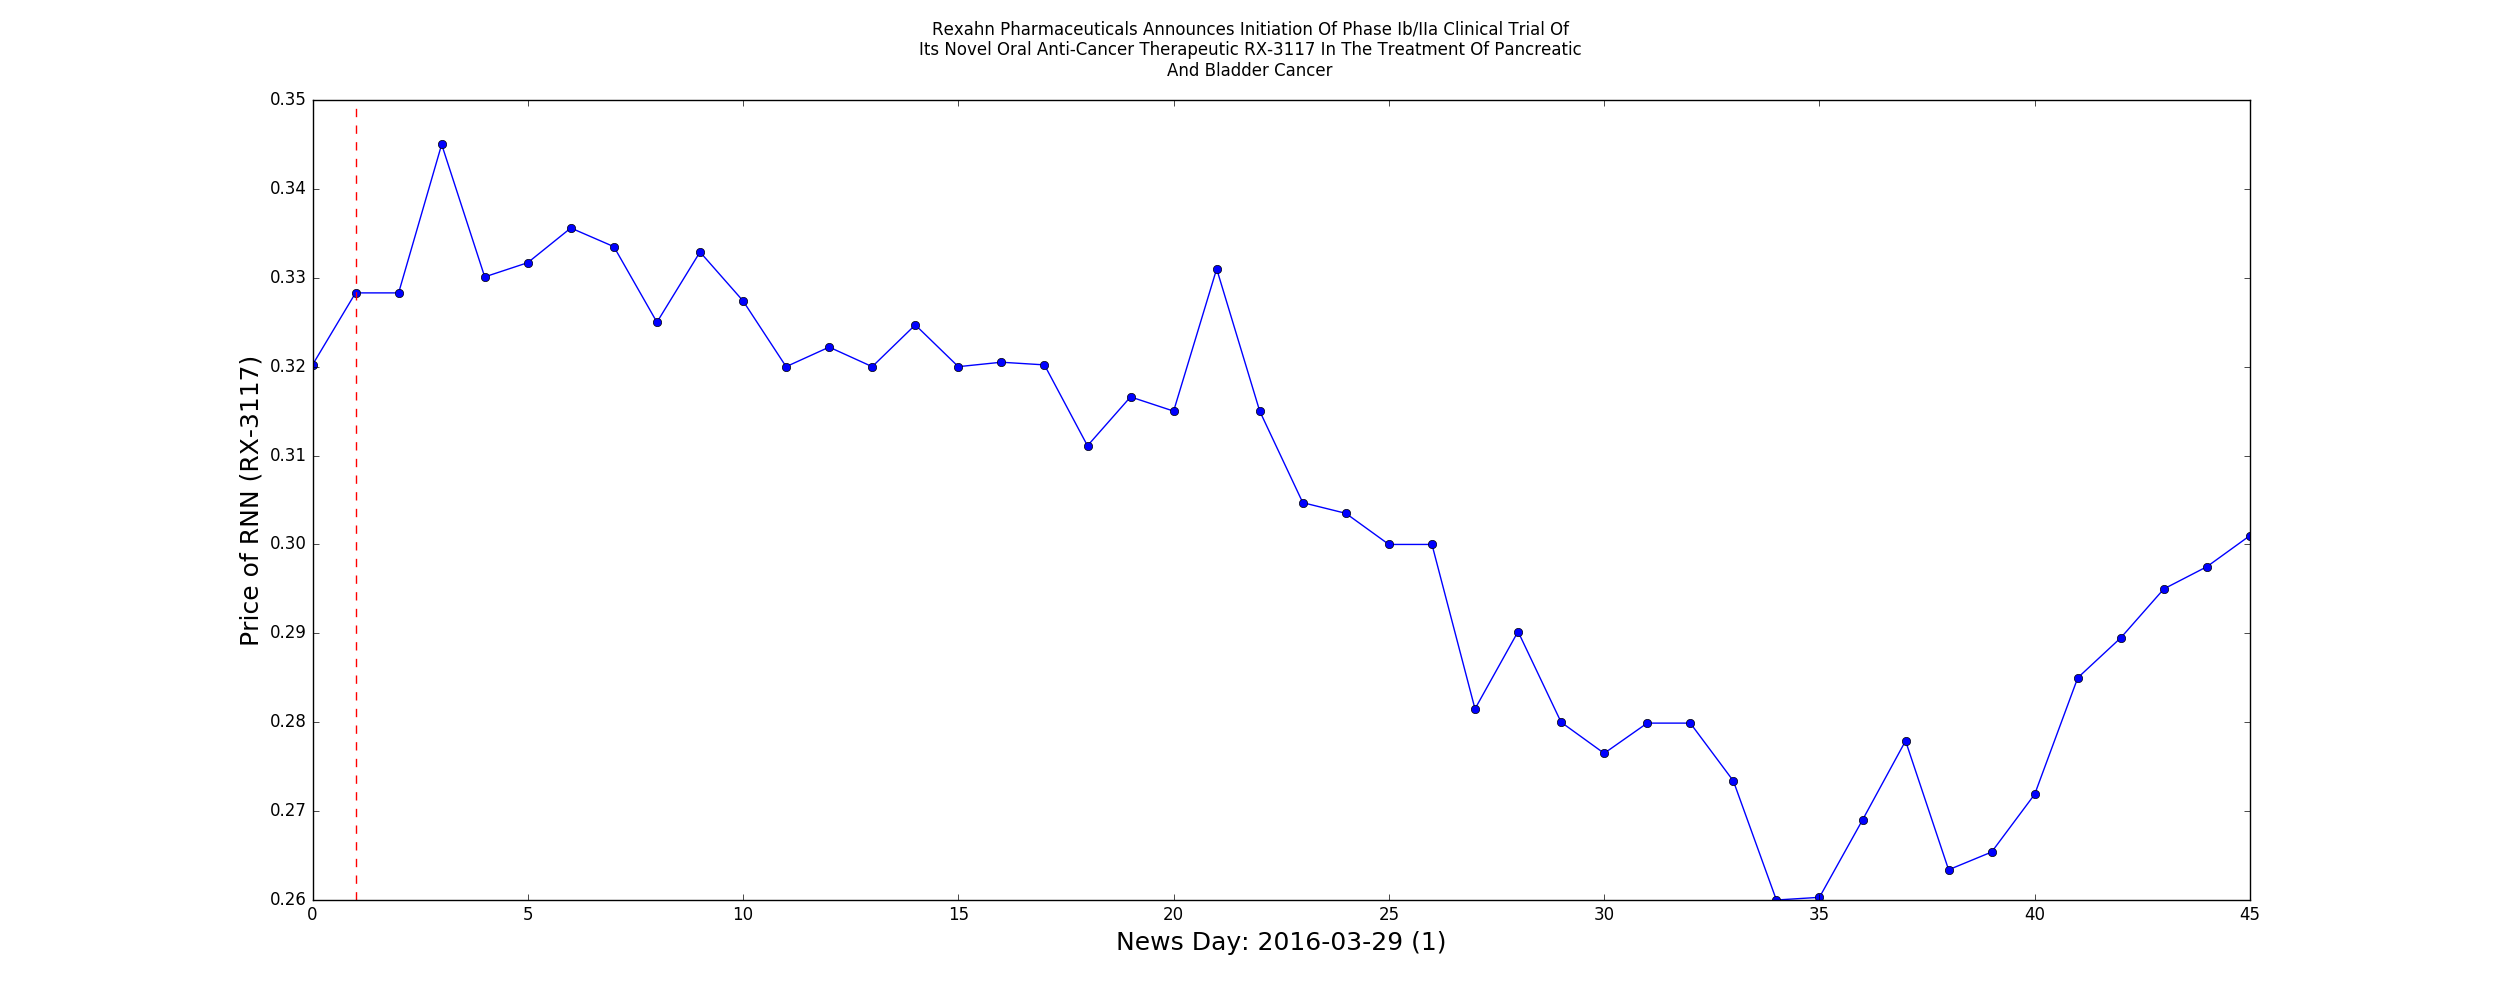 Rexahn Pharmaceuticals Announces Initiation Of Phase Ib/IIa Clinical Trial Of
Its Novel Oral Anti-Cancer Therapeutic RX-3117 In The Treatment Of Pancreatic
And Bladder Cancer
0.35
0.34
0.33
0.32
0.31
0.30
0.29
0.28
0.27
0.26
Price of RNN (RX-3117)
0 5 10 15 20 25 30 35 40 45
News Day: 2016-03-29 (1)